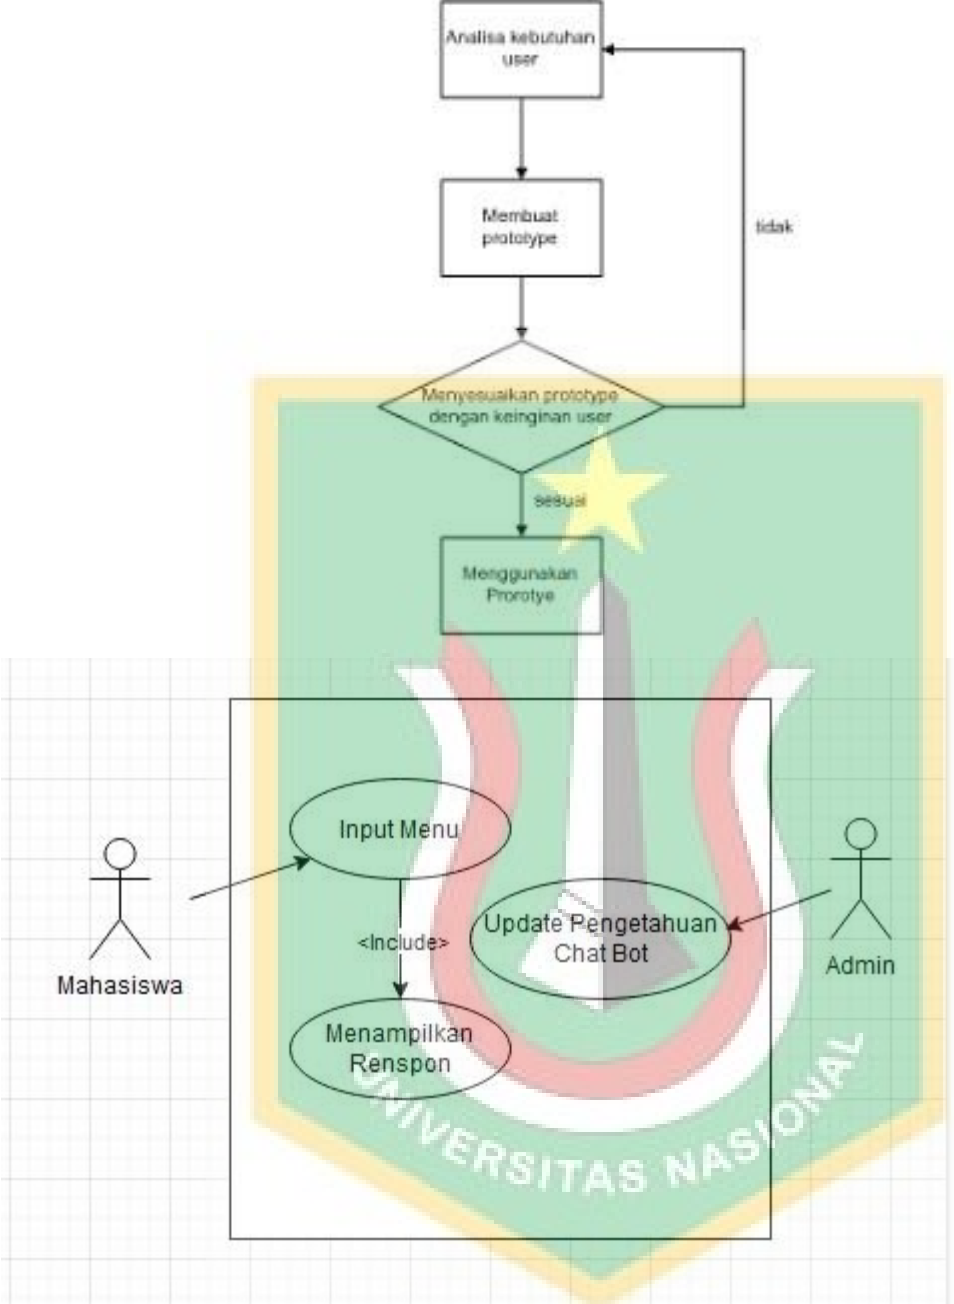 Analisa kebutuhan
user
Membuat
prototype
tidak
Menyesuaikan prototype
dengan keinginan user
sesuai
Menggunakan
Prorotye
Input Menu
<Include>
Update Pengetahuan
Chat Bot
Mahasiswa
Admin
Menampilkan
Renspon
UNIVERSITAS NASIONAL